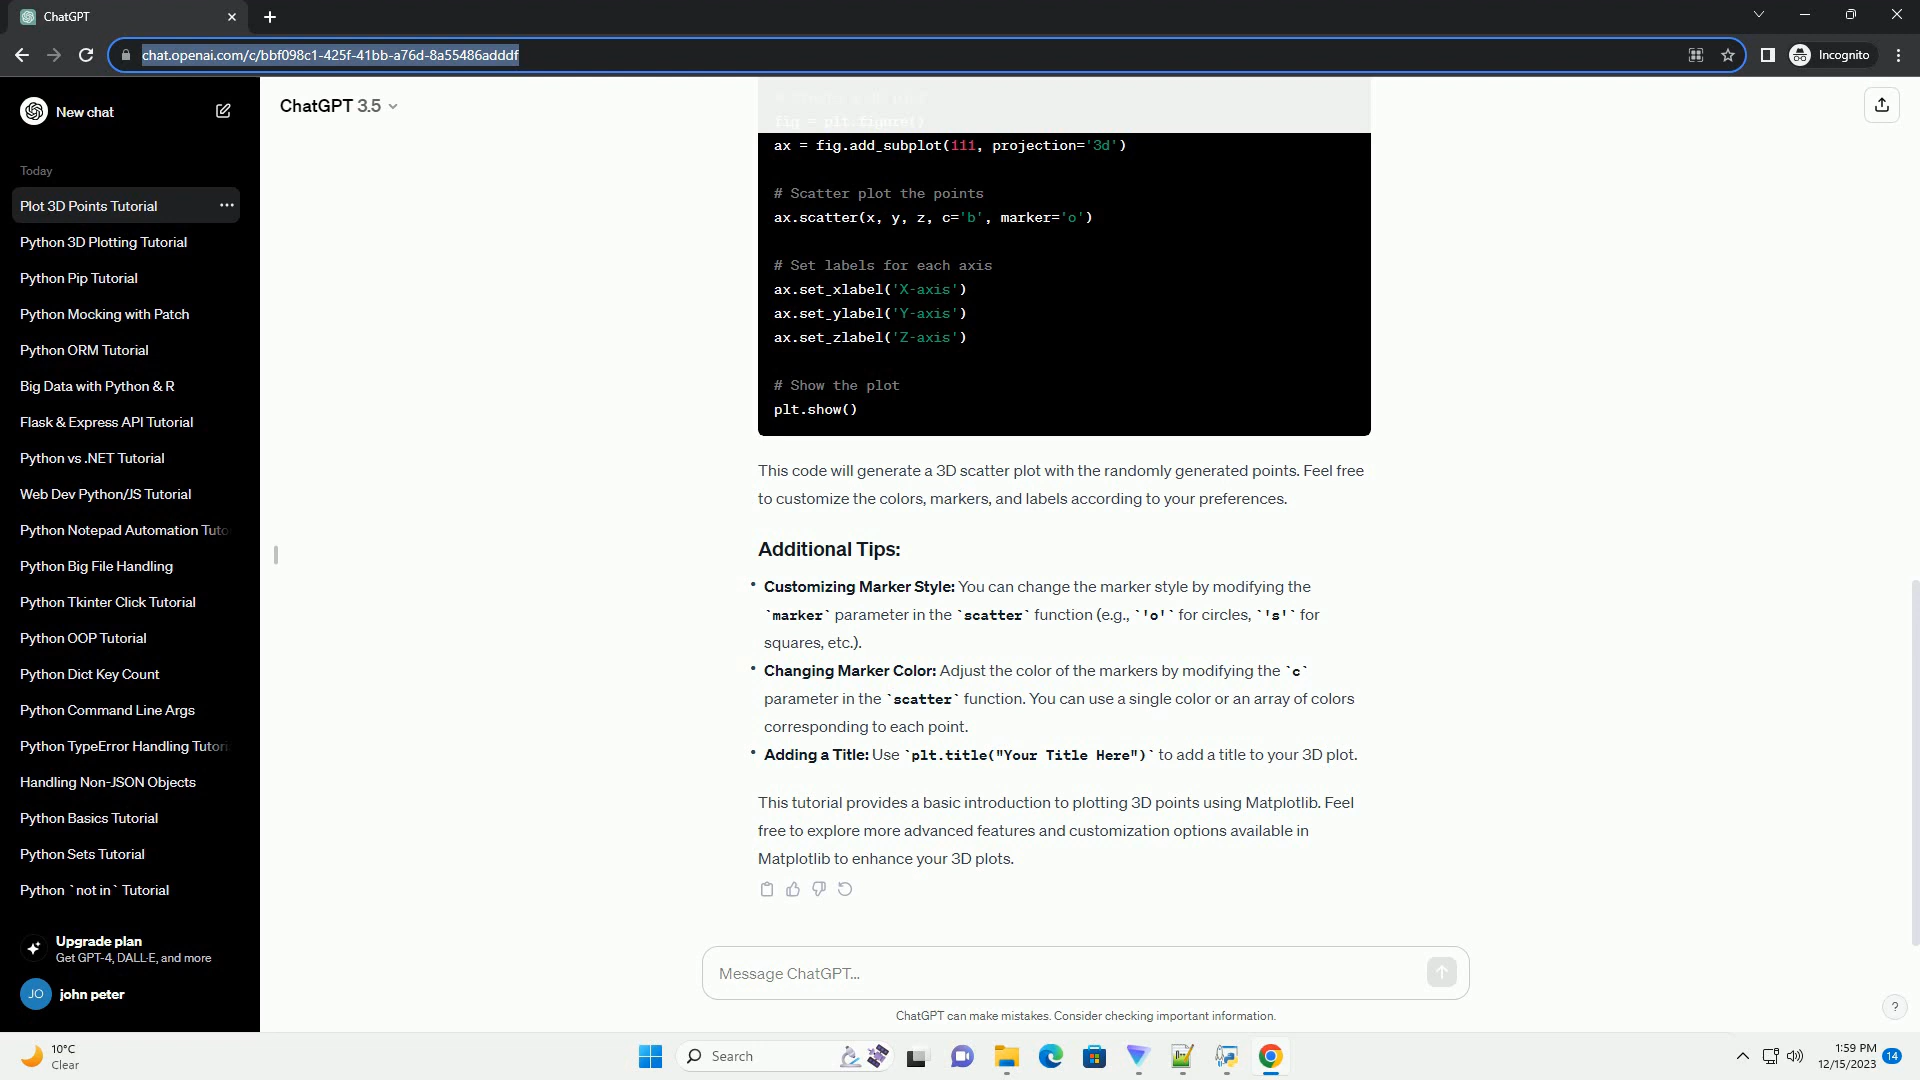 ChatGPT
chat.openai.com/c/bbf098c1-425f-41bb-a76d-8a55486adddf
Incognito
New chat
ChatGPT 3.5
Today
Plot 3D Points Tutorial
Python 3D Plotting Tutorial
Python Pip Tutorial
Python Mocking with Patch
Python ORM Tutorial
Big Data with Python & R
Flask & Express API Tutorial
Python vs .NET Tutorial
Web Dev Python/JS Tutorial
Python Notepad Automation Tuto
Python Big File Handling
Python Tkinter Click Tutorial
Python OOP Tutorial
Python Dict Key Count
Python Command Line Args
Python TypeError Handling Tutori
Handling Non-JSON Objects
Python Basics Tutorial
Python Sets Tutorial
Python `not in` Tutorial
Upgrade plan
Get GPT-4, DALL·E, and more
JO
john peter
fig = plt.figure()
ax = fig.add_subplot(111, projection='3d')
# Scatter plot the points
ax.scatter(x, y, z, c='b', marker='o')
# Set labels for each axis
ax.set_xlabel('X-axis')
ax.set_ylabel('Y-axis')
ax.set_zlabel('Z-axis')
# Show the plot
plt.show()
This code will generate a 3D scatter plot with the randomly generated points. Feel free
to customize the colors, markers, and labels according to your preferences.
Additional Tips:
• Customizing Marker Style: You can change the marker style by modifying the
`marker` parameter in the `scatter` function (e.g., `'o'` for circles, `'s'` for
squares, etc.).
• Changing Marker Color: Adjust the color of the markers by modifying the `c`
parameter in the `scatter` function. You can use a single color or an array of colors
corresponding to each point.
• Adding a Title: Use `plt.title("Your Title Here")` to add a title to your 3D plot.
This tutorial provides a basic introduction to plotting 3D points using Matplotlib. Feel
free to explore more advanced features and customization options available in
Matplotlib to enhance your 3D plots.
Message ChatGPT...
ChatGPT can make mistakes. Consider checking important information.
?
10°C
Clear
Search
1:59 PM
12/15/2023
14